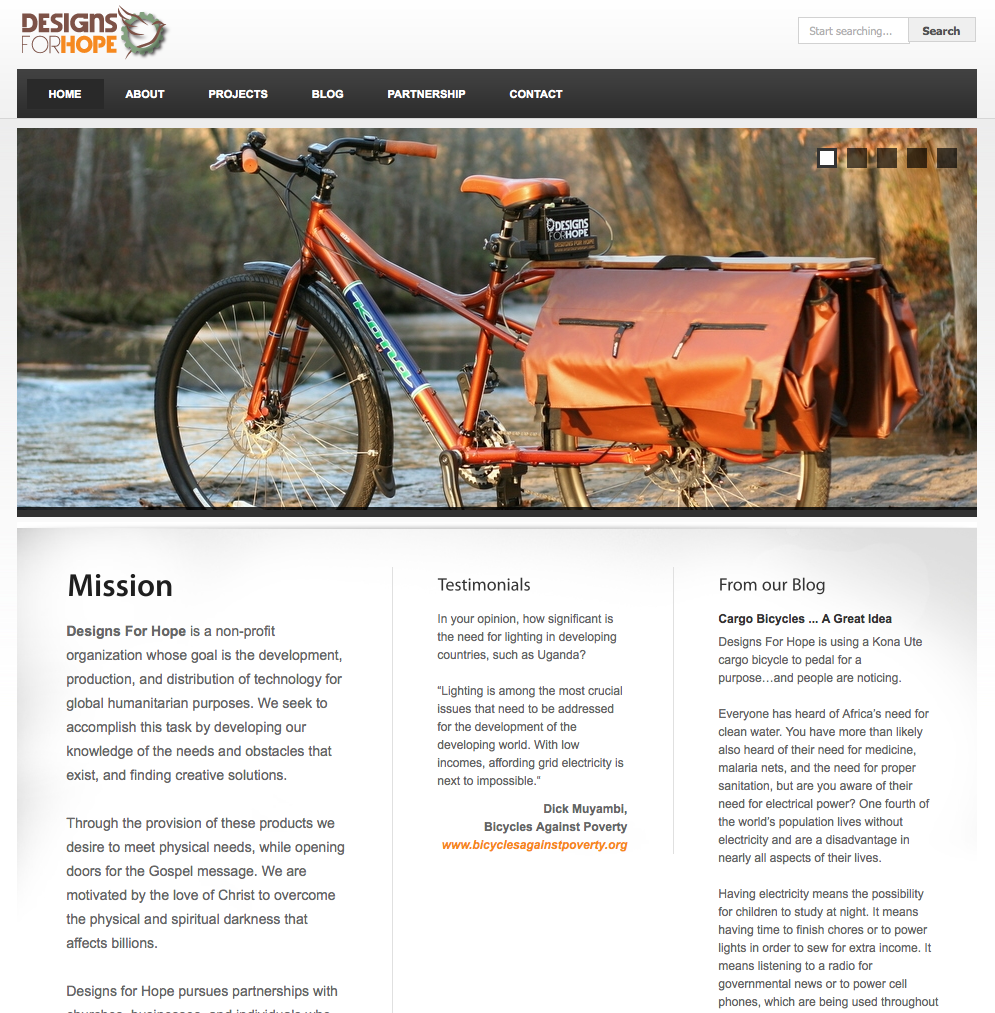 DESIGNS
FORHOPE
Start searching...
Search
HOME
ABOUT
PROJECTS
BLOG
PARTNERSHIP
CONTACT
DESIGNS
FORHOPE
DESIGNS FOR HOPE
Kona
Mission
Designs For Hope is a non-profit
organization whose goal is the development,
production, and distribution of technology for
global humanitarian purposes. We seek to
accomplish this task by developing our
knowledge of the needs and obstacles that
exist, and finding creative solutions.
Through the provision of these products we
desire to meet physical needs, while opening
doors for the Gospel message. We are
motivated by the love of Christ to overcome
the physical and spiritual darkness that
affects billions.
Designs for Hope pursues partnerships with
churches, businesses, and individuals who
Testimonials
In your opinion, how significant is
the need for lighting in developing
countries, such as Uganda?
“Lighting is among the most crucial
issues that need to be addressed
for the development of the
developing world. With low
incomes, affording grid electricity is
next to impossible.“
Dick Muyambi,
Bicycles Against Poverty
www.bicyclesagainstpoverty.org
From our Blog
Cargo Bicycles ... A Great Idea
Designs For Hope is using a Kona Ute
cargo bicycle to pedal for a
purpose…and people are noticing.
Everyone has heard of Africa’s need for
clean water. You have more than likely
also heard of their need for medicine,
malaria nets, and the need for proper
sanitation, but are you aware of their
need for electrical power? One fourth of
the world’s population lives without
electricity and are a disadvantage in
nearly all aspects of their lives.
Having electricity means the possibility
for children to study at night. It means
having time to finish chores or to power
lights in order to sew for extra income. It
means listening to a radio for
governmental news or to power cell
phones, which are being used throughout